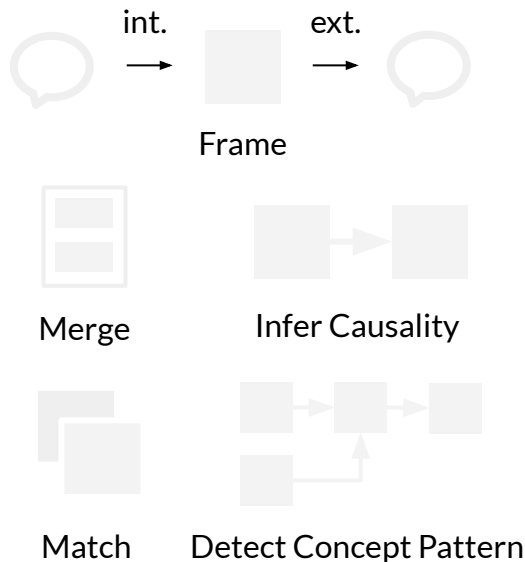 int. ext.
Frame
Merge Infer Causality
Match Detect Concept Pattern